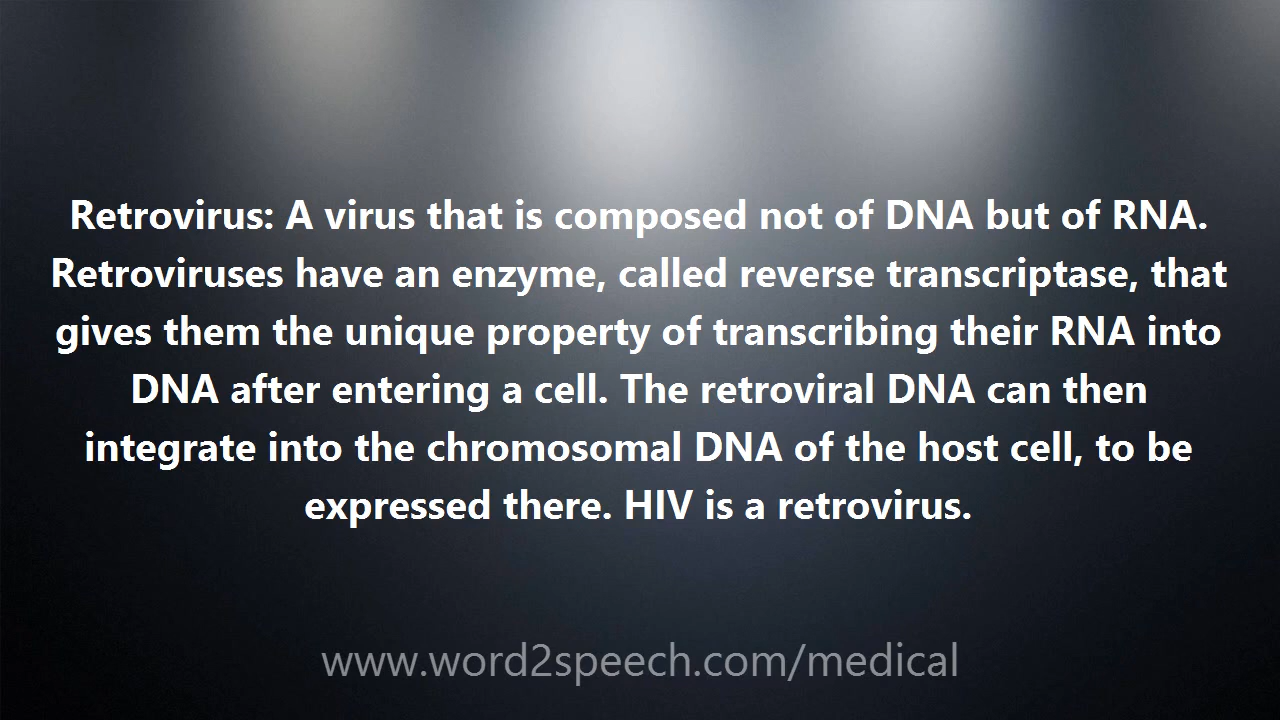 Retrovirus: A virus that is composed not of DNA but of RNA.
Retroviruses have an enzyme, called reverse transcriptase, that
gives them the unique property of transcribing their RNA into
DNA after entering a cell. The retroviral DNA can then
integrate into the chromosomal DNA of the host cell, to be
expressed there. HIV is a retrovirus.
www.word2speech.com/medical